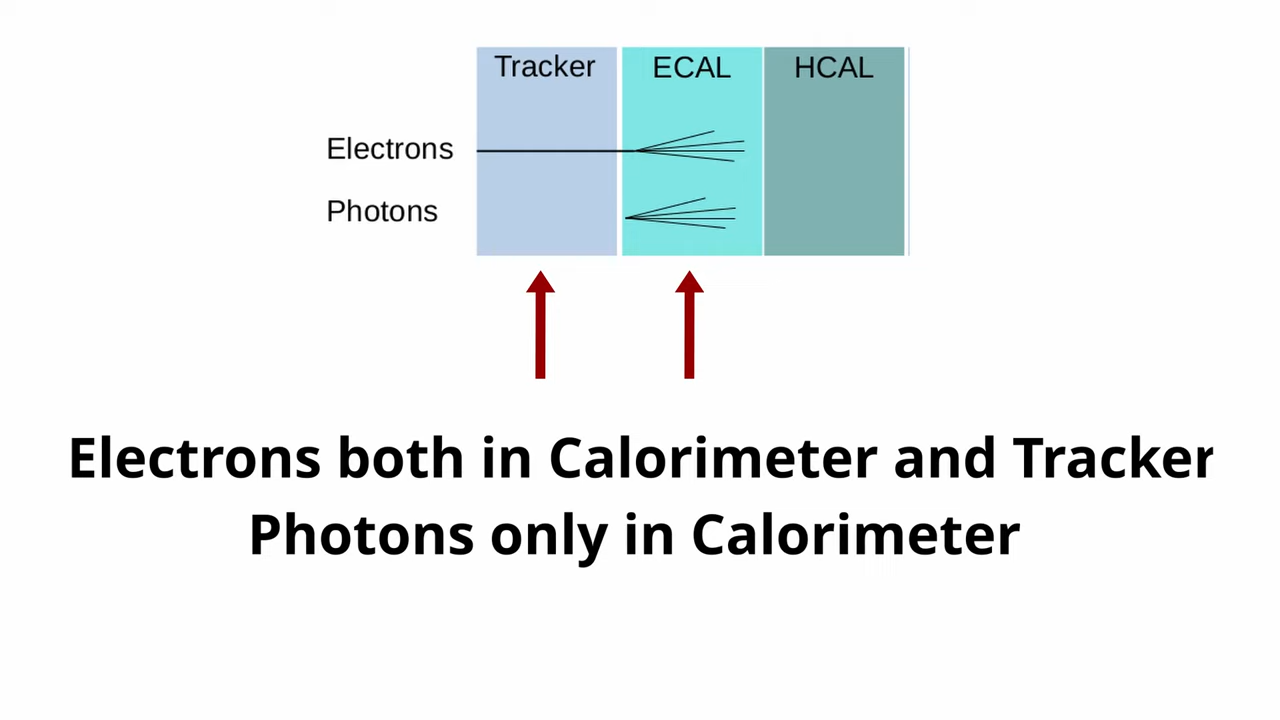 Tracker ECAL HCAL
Electrons
Photons
Electrons both in Calorimeter and Tracker
Photons only in Calorimeter